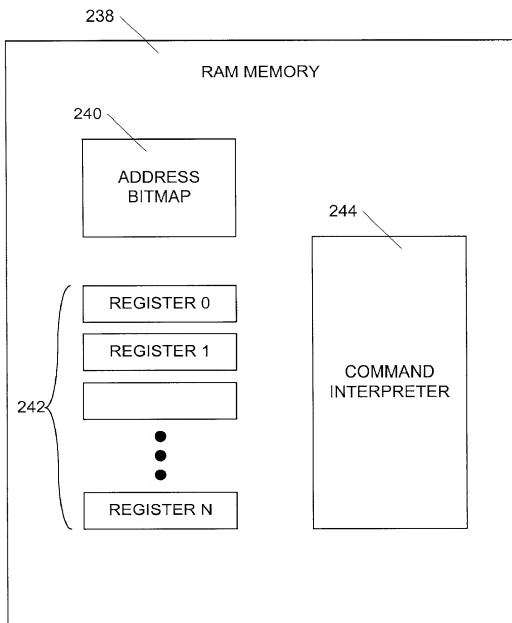 238
RAM MEMORY
240
ADDRESS
BITMAP
244
REGISTER 0
REGISTER 1
COMMAND
INTERPRETER
242
REGISTER N